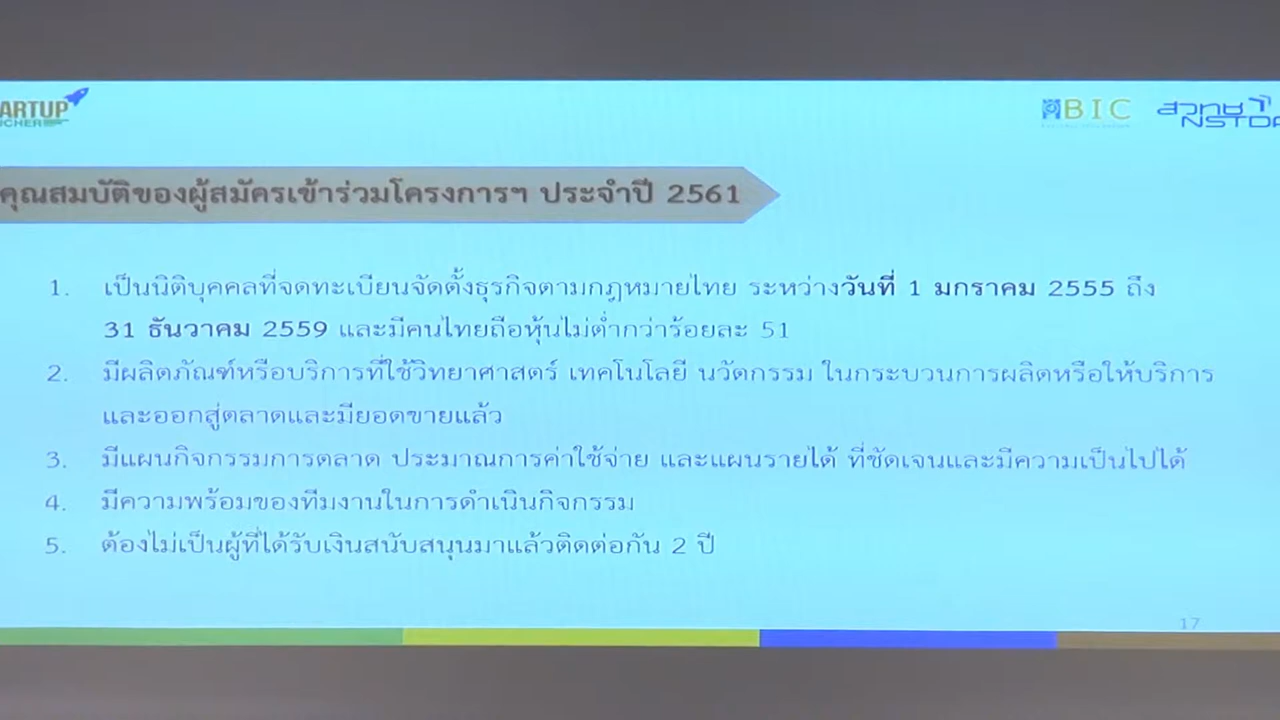 ARTUP
UCHER
BIC
สวทช
NSTDA
คุณสมบัติของผู้สมัครเข้าร่วมโครงการฯ ประจำปี 2561
1. เป็นนิติบุคคลที่จดทะเบียนจัดตั้งธุรกิจตามกฎหมายไทย ระหว่างวันที่ 1 มกราคม 2555 ถึง
31 ธันวาคม 2559 และมีคนไทยถือหุ้นไม่ต่ำกว่าร้อยละ 51
2. มีผลิตภัณฑ์หรือบริการที่ใช้วิทยาศาสตร์ เทคโนโลยี นวัตกรรม ในกระบวนการผลิตหรือให้บริการ
และออกสู่ตลาดและมียอดขายแล้ว
3. มีแผนกิจกรรมการตลาด ประมาณการค่าใช้จ่าย และแผนรายได้ ที่ชัดเจนและมีความเป็นไปได้
4. มีความพร้อมของทีมงานในการดำเนินกิจกรรม
5. ต้องไม่เป็นผู้ที่ได้รับเงินสนับสนุนมาแล้วติดต่อกัน 2 ปี
17